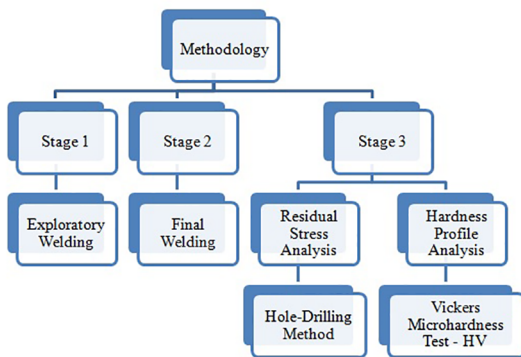 Methodology
Stage 1
Stage 2
Stage 3
Exploratory
Welding
Final
Welding
Residual
Stress
Analysis
Hardness
Profile
Analysis
Hole-Drilling
Method
Vickers
Microhardness
Test - HV